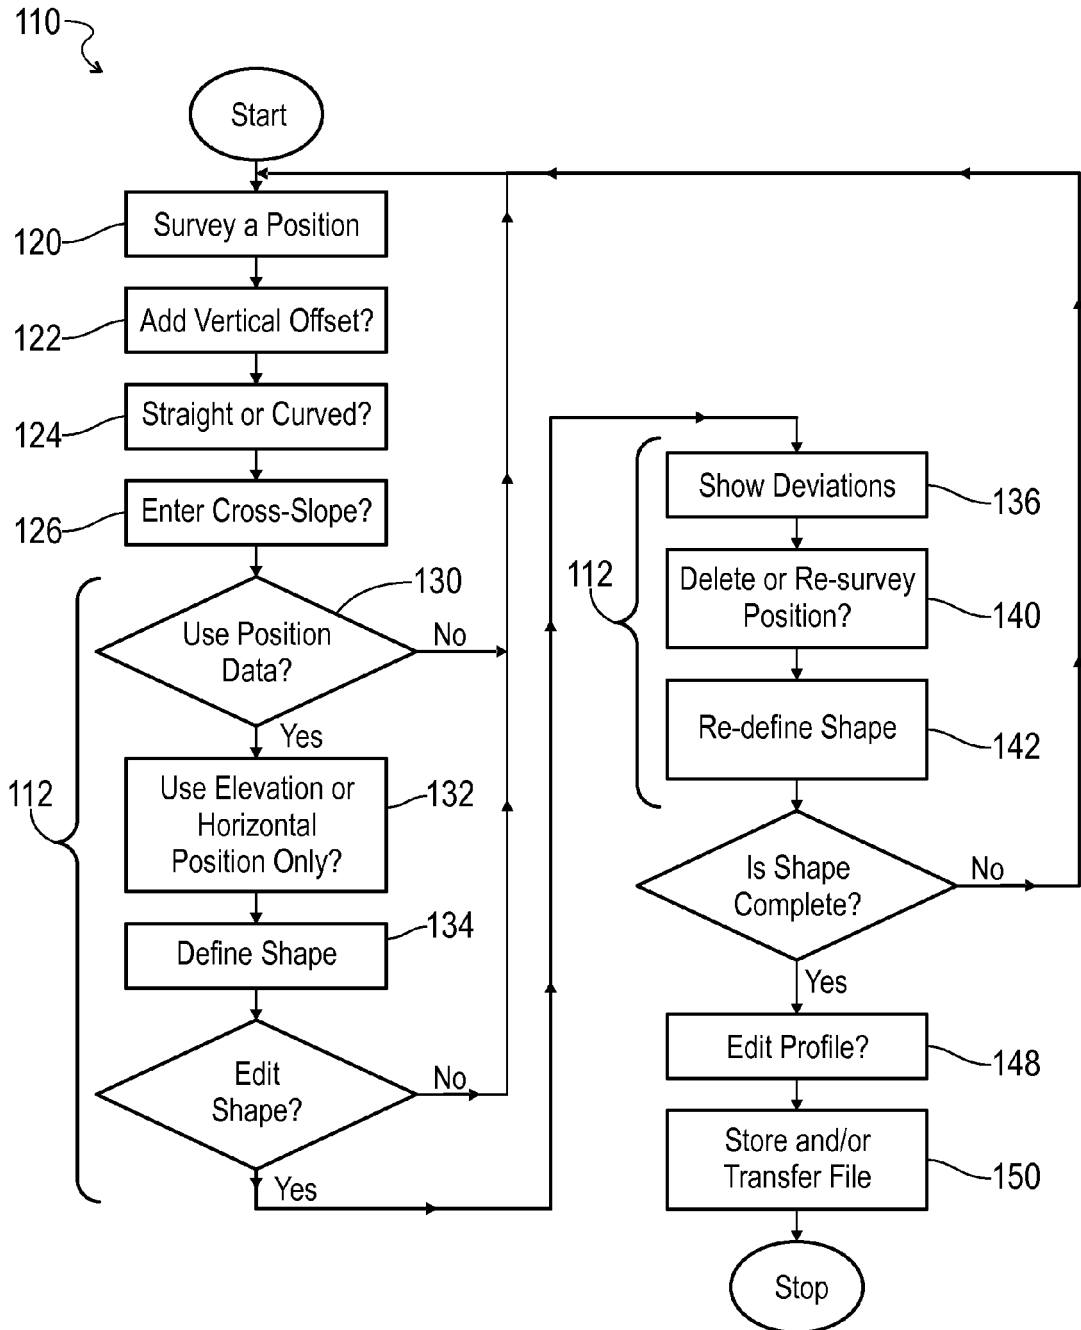 110
Start
Survey a Position
120
Add Vertical Offset?
122
Straight or Curved?
124
Enter Cross-Slope?
126
130
Use Position
Data?
No
Yes
112
Use Elevation or
Horizontal
Position Only?
132
Define Shape
134
Edit
Shape?
No
Yes
112
Show Deviations
136
Delete or Re-survey
Position?
140
Re-define Shape
142
Is Shape
Complete?
No
Yes
Edit Profile?
148
Store and/or
Transfer File
150
Stop